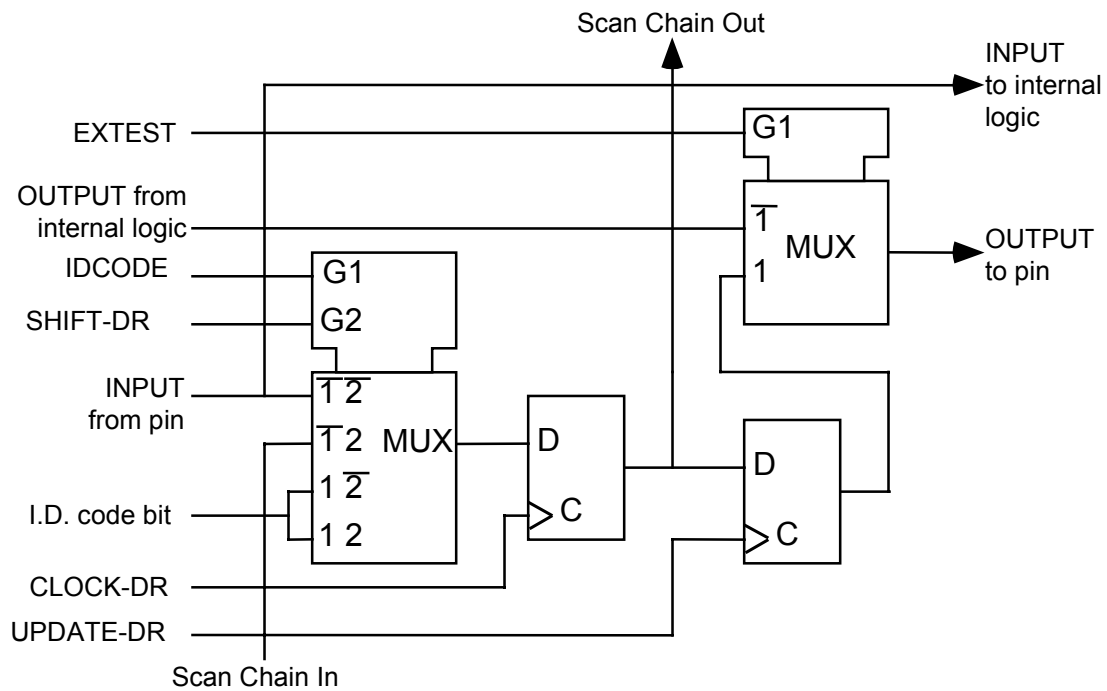 Scan Chain Out
INPUT
to internal
logic
EXTEST
G1
OUTPUT from
internal logic
1̅
MUX
1
OUTPUT
to pin
IDCODE
G1
SHIFT-DR
G2
INPUT
from pin
1̅ 2̅
1̅ 2
MUX
1 2̅
1 2
I.D. code bit
D
C
D
C
CLOCK-DR
UPDATE-DR
Scan Chain In